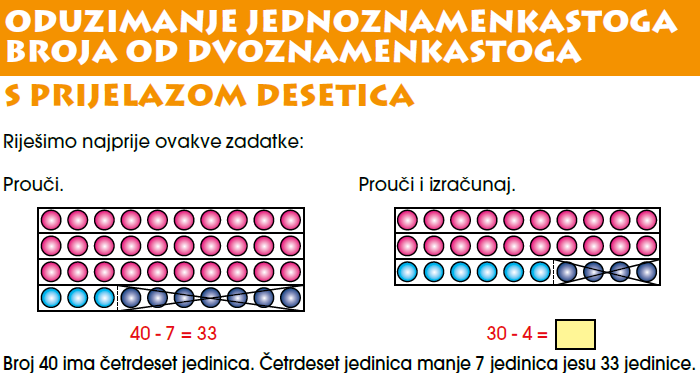 ODUZIMANJE JEDNOZNAMENKASTOGA
BROJA OD DVOZNAMENKASTOGA
S PRIJELAZOM DESETICA
Riješimo najprije ovakve zadatke:
Prouči.
40 - 7 = 33
Prouči i izračunaj.
30 - 4 =
Broj 40 ima četrdeset jedinica. Četrdeset jedinica manje 7 jedinica jesu 33 jedinice.